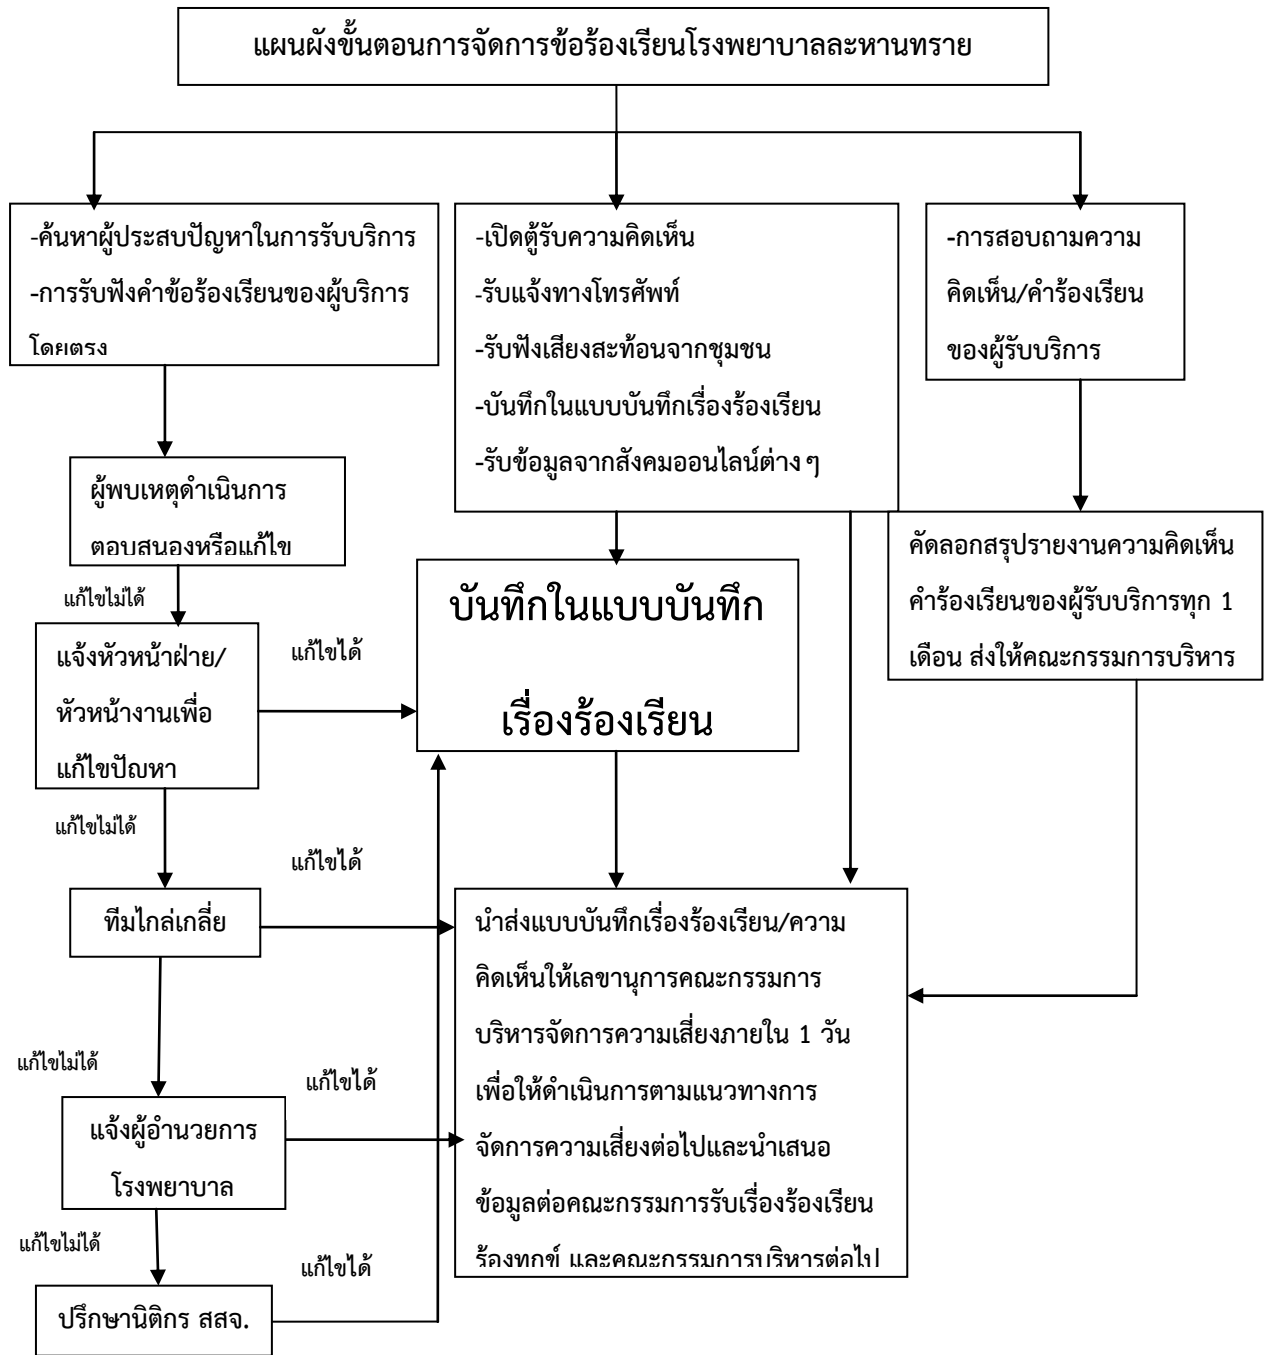 แผนผังขั้นตอนการจัดการข้อร้องเรียนโรงพยาบาลละหานทราย
-ค้นหาผู้ประสบปัญหาในการรับบริการ
-การรับฟังคำข้อร้องเรียนของผู้บริการ
โดยตรง
-เปิดตู้รับความคิดเห็น
-รับแจ้งทางโทรศัพท์
-รับฟังเสียงสะท้อนจากชุมชน
-บันทึกในแบบบันทึกเรื่องร้องเรียน
-รับข้อมูลจากสังคมออนไลน์ต่าง ๆ
-การสอบถามความ
คิดเห็น/คำร้องเรียน
ของผู้รับบริการ
ผู้พบเหตุดำเนินการ
ตอบสนองหรือแก้ไข
แก้ไขไม่ได้
แจ้งหัวหน้าฝ่าย/
หัวหน้างานเพื่อ
แก้ไขปัญหา
แก้ไขได้
บันทึกในแบบบันทึก
เรื่องร้องเรียน
คัดลอกสรุปรายงานความคิดเห็น
คำร้องเรียนของผู้รับบริการทุก 1
เดือน ส่งให้คณะกรรมการบริหาร
แก้ไขไม่ได้
แก้ไขได้
ทีมไกล่เกลี่ย
นำส่งแบบบันทึกเรื่องร้องเรียน/ความ
คิดเห็นให้เลขานุการคณะกรรมการ
บริหารจัดการความเสี่ยงภายใน 1 วัน
เพื่อให้ดำเนินการตามแนวทางการ
จัดการความเสี่ยงต่อไปและนำเสนอ
ข้อมูลต่อคณะกรรมการรับเรื่องร้องเรียน
ร้องทุกข์ และคณะกรรมการบริหารต่อไป
แก้ไขไม่ได้
แก้ไขได้
แจ้งผู้อำนวยการ
โรงพยาบาล
แก้ไขไม่ได้
แก้ไขได้
ปรึกษานิติกร สสจ.